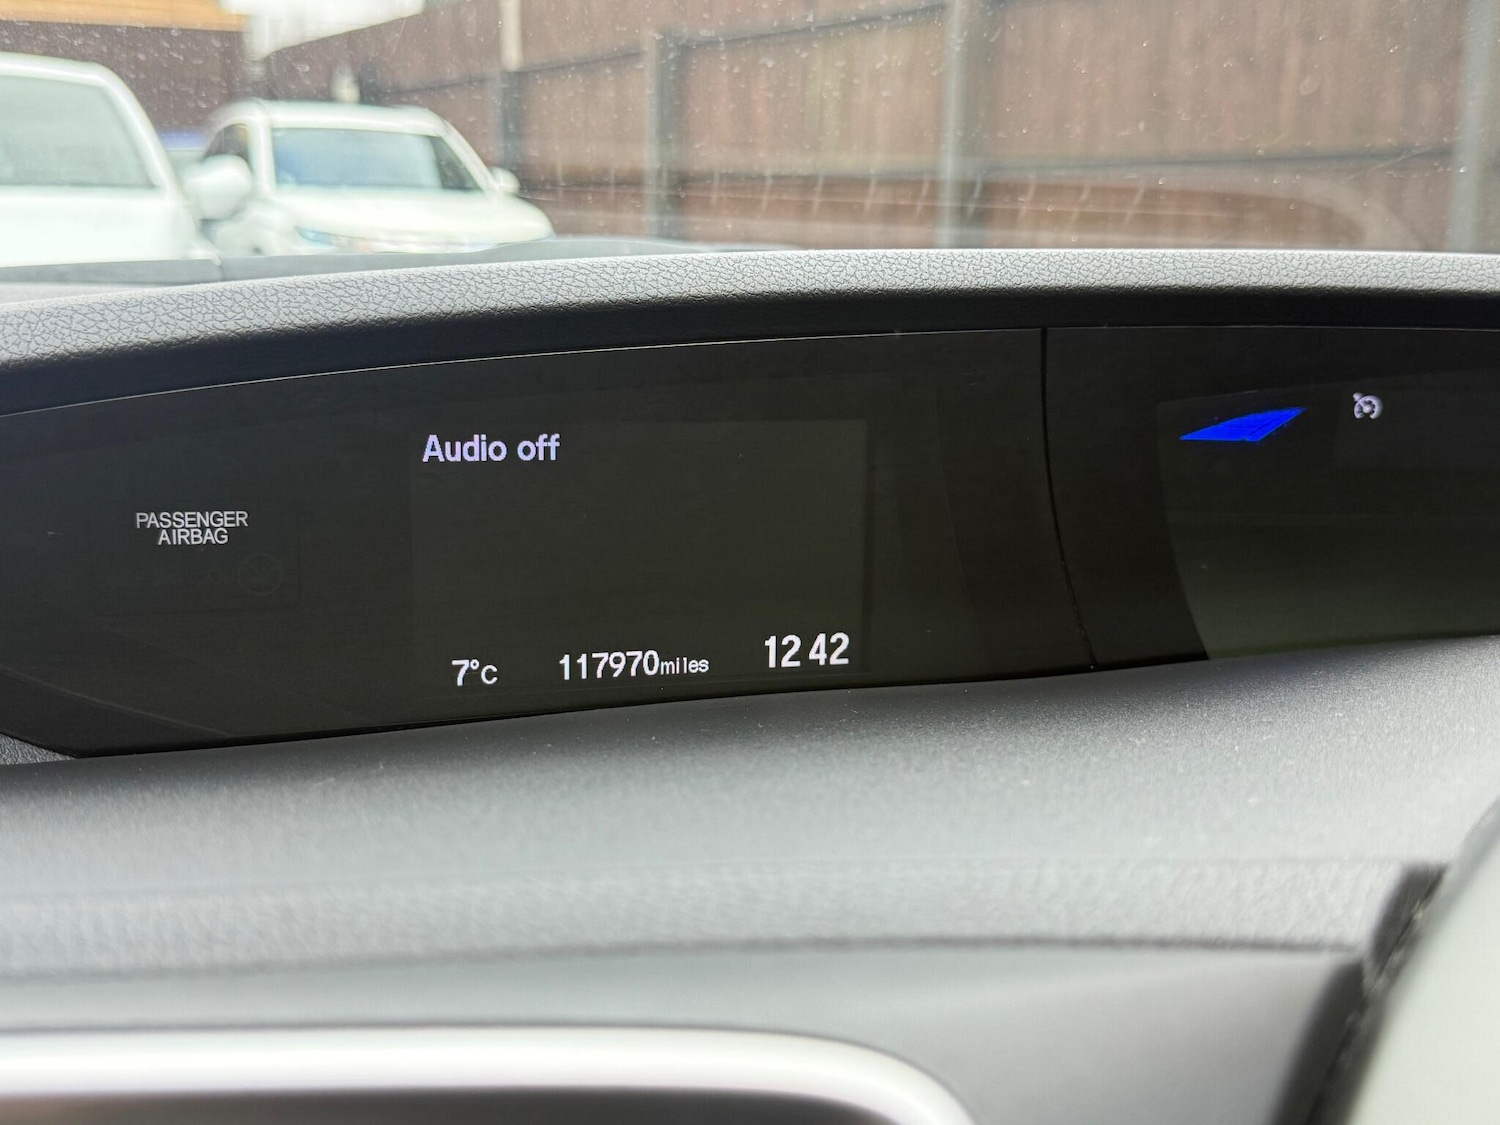 Audio off
PASSENGER
AIRBAG
7°C
117970miles
12 42